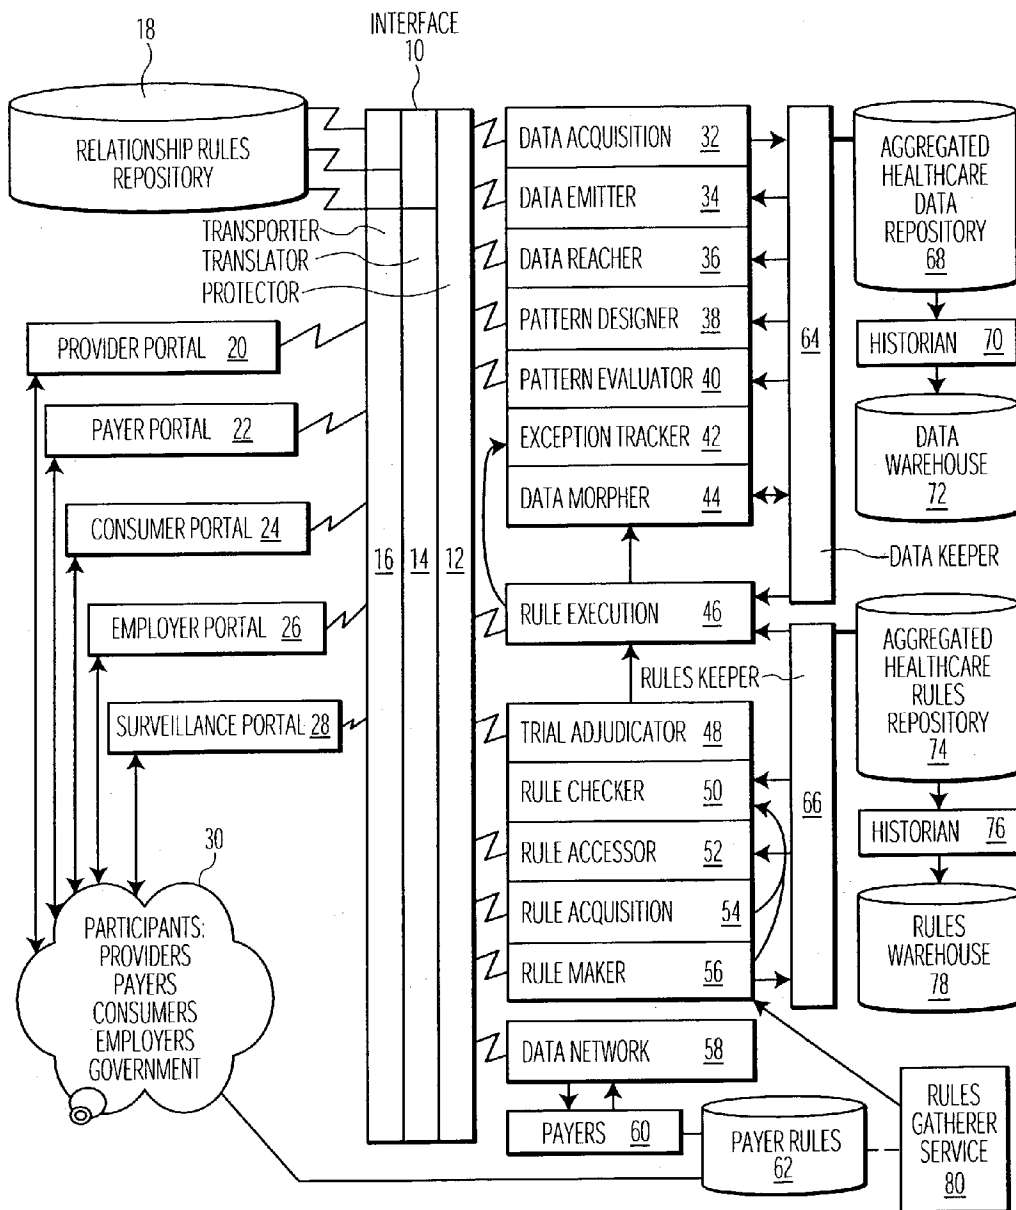 18
INTERFACE
10
RELATIONSHIP RULES
REPOSITORY
TRANSPORTER
TRANSLATOR
PROTECTOR
PROVIDER PORTAL 20
PAYER PORTAL 22
CONSUMER PORTAL 24
EMPLOYER PORTAL 26
SURVEILLANCE PORTAL 28
30
PARTICIPANTS:
PROVIDERS
PAYERS
CONSUMERS
EMPLOYERS
GOVERNMENT
16 14 12
DATA ACQUISITION 32
DATA EMITTER 34
DATA REACHER 36
PATTERN DESIGNER 38
PATTERN EVALUATOR 40
EXCEPTION TRACKER 42
DATA MORPHER 44
RULE EXECUTION 46
RULES KEEPER
TRIAL ADJUDICATOR 48
RULE CHECKER 50
RULE ACCESSOR 52
RULE ACQUISITION 54
RULE MAKER 56
DATA NETWORK 58
PAYERS 60
PAYER RULES
62
64
DATA KEEPER
66
AGGREGATED
HEALTHCARE
DATA
REPOSITORY
68
HISTORIAN 70
DATA
WAREHOUSE
72
AGGREGATED
HEALTHCARE
RULES
REPOSITORY
74
HISTORIAN 76
RULES
WAREHOUSE
78
RULES
GATHERER
SERVICE
80